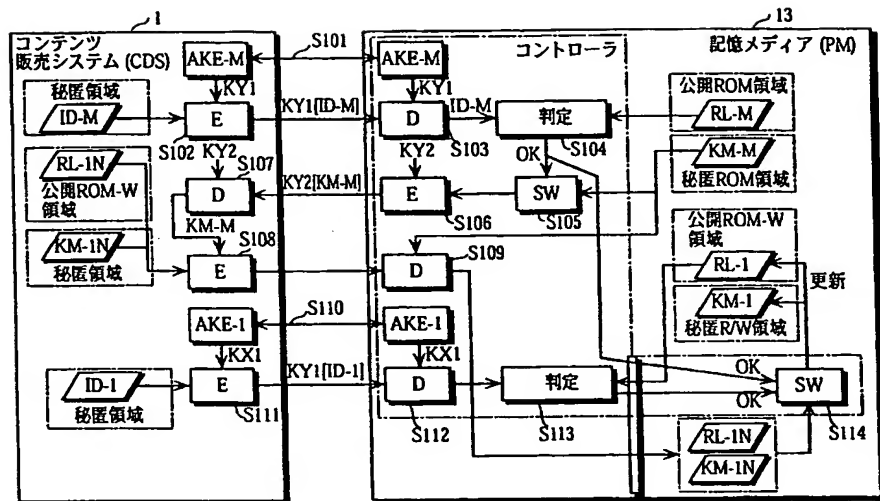 1
13
コンテンツ
販売システム (CDS)
コントローラ
記憶メディア (PM)
AKE-M
S101
AKE-M
KY1
KY1
秘匿領域
ID-M
E
S102
KY1[ID-M]
D
S103
ID-M
判定
S104
公開ROM領域
RL-M
KM-M
秘匿ROM領域
KY2
S107
KY2
OK
RL-1N
公開ROM-W
領域
D
KY2[KM-M]
E
S106
SW
S105
KM-M
S108
KM-1N
秘匿領域
E
D
S109
公開ROM-W
領域
RL-1
更新
KM-1
秘匿R/W領域
S110
AKE-1
AKE-1
KX1
KX1
ID-1
秘匿領域
E
S111
KY1[ID-1]
D
S112
判定
S113
OK
OK
SW
S114
RL-1N
KM-1N